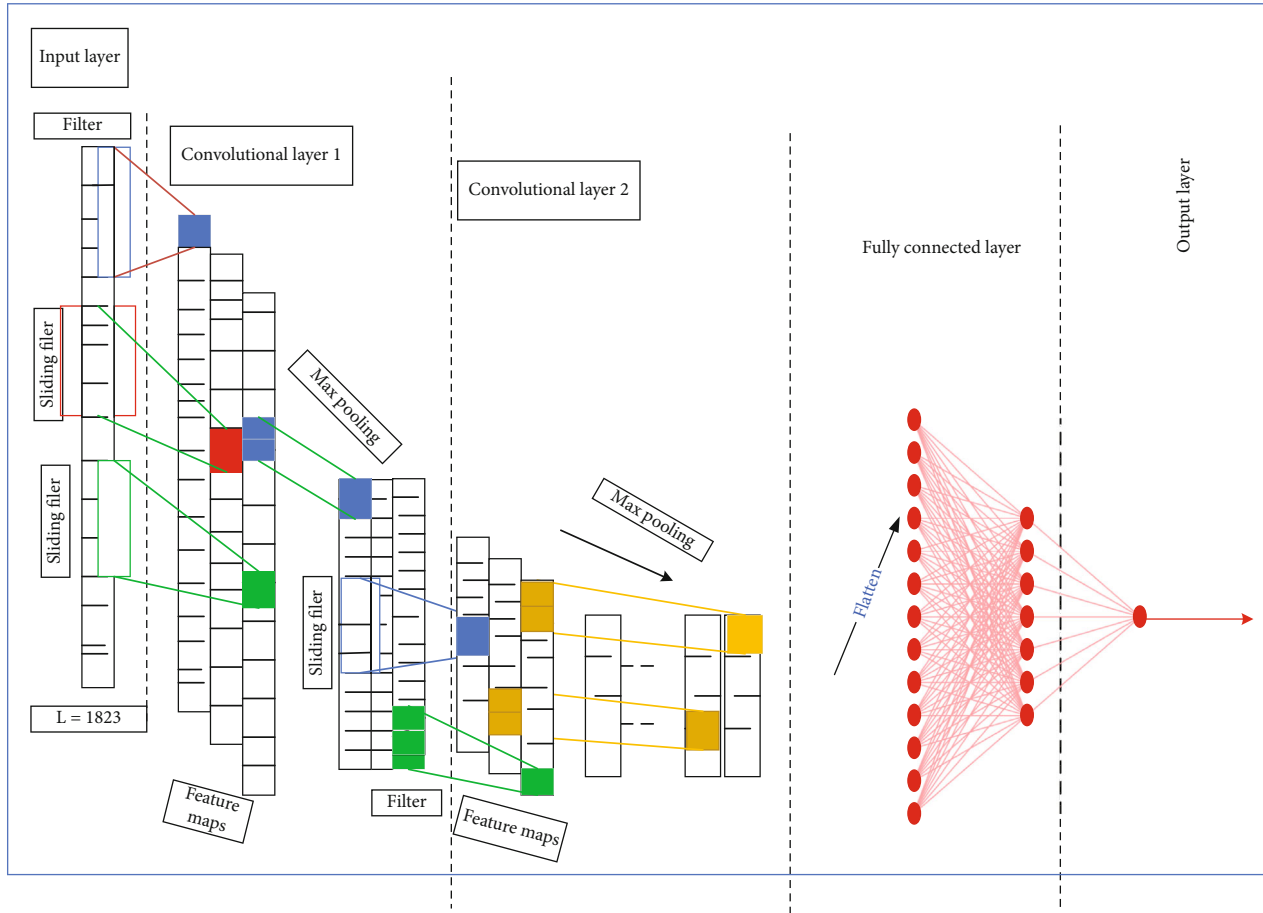 Input layer
Filter
Convolutional layer 1
Convolutional layer 2
Fully connected layer
Output layer
Sliding filer
Sliding filer
Max pooling
Max pooling
Sliding filer
Flatten
L = 1823
Feature
maps
Filter
Feature maps